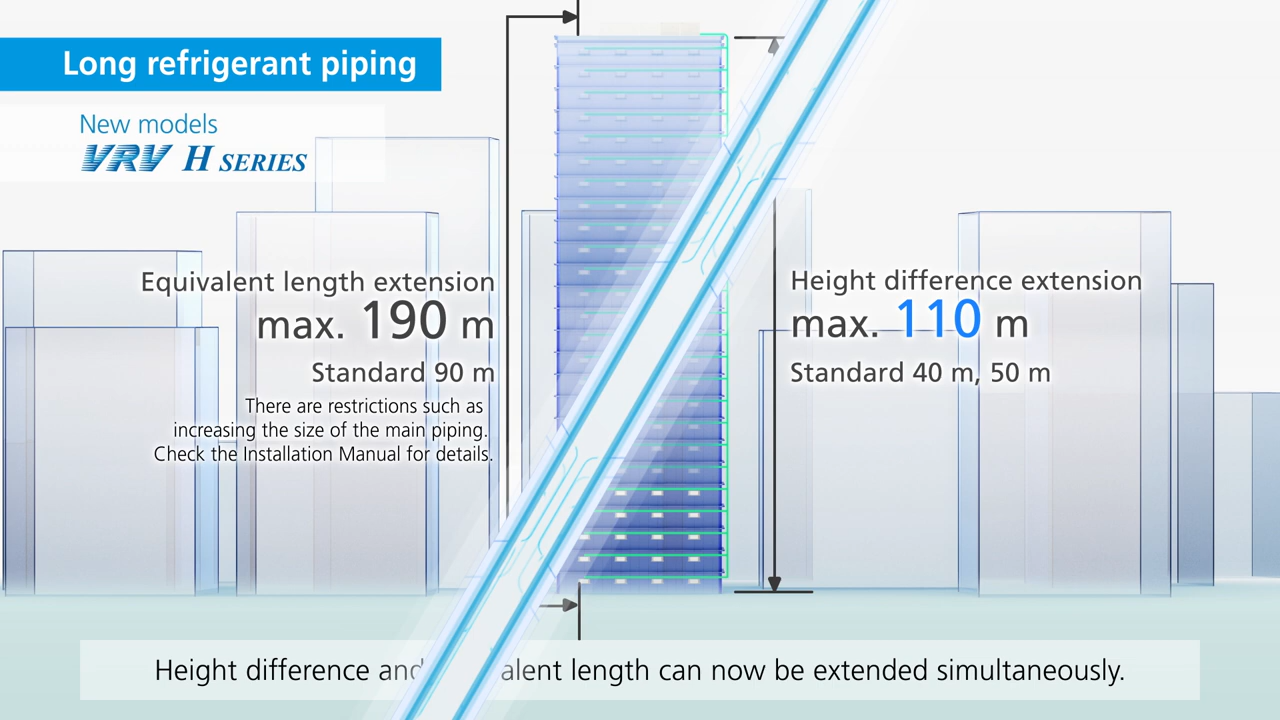 Long refrigerant piping
New models
VRV H SERIES
Equivalent length extension
max. 190 m
Standard 90 m
There are restrictions such as
increasing the size of the main piping.
Check the Installation Manual for details.
Height difference extension
max. 110 m
Standard 40 m, 50 m
Height difference and alent length can now be extended simultaneously.